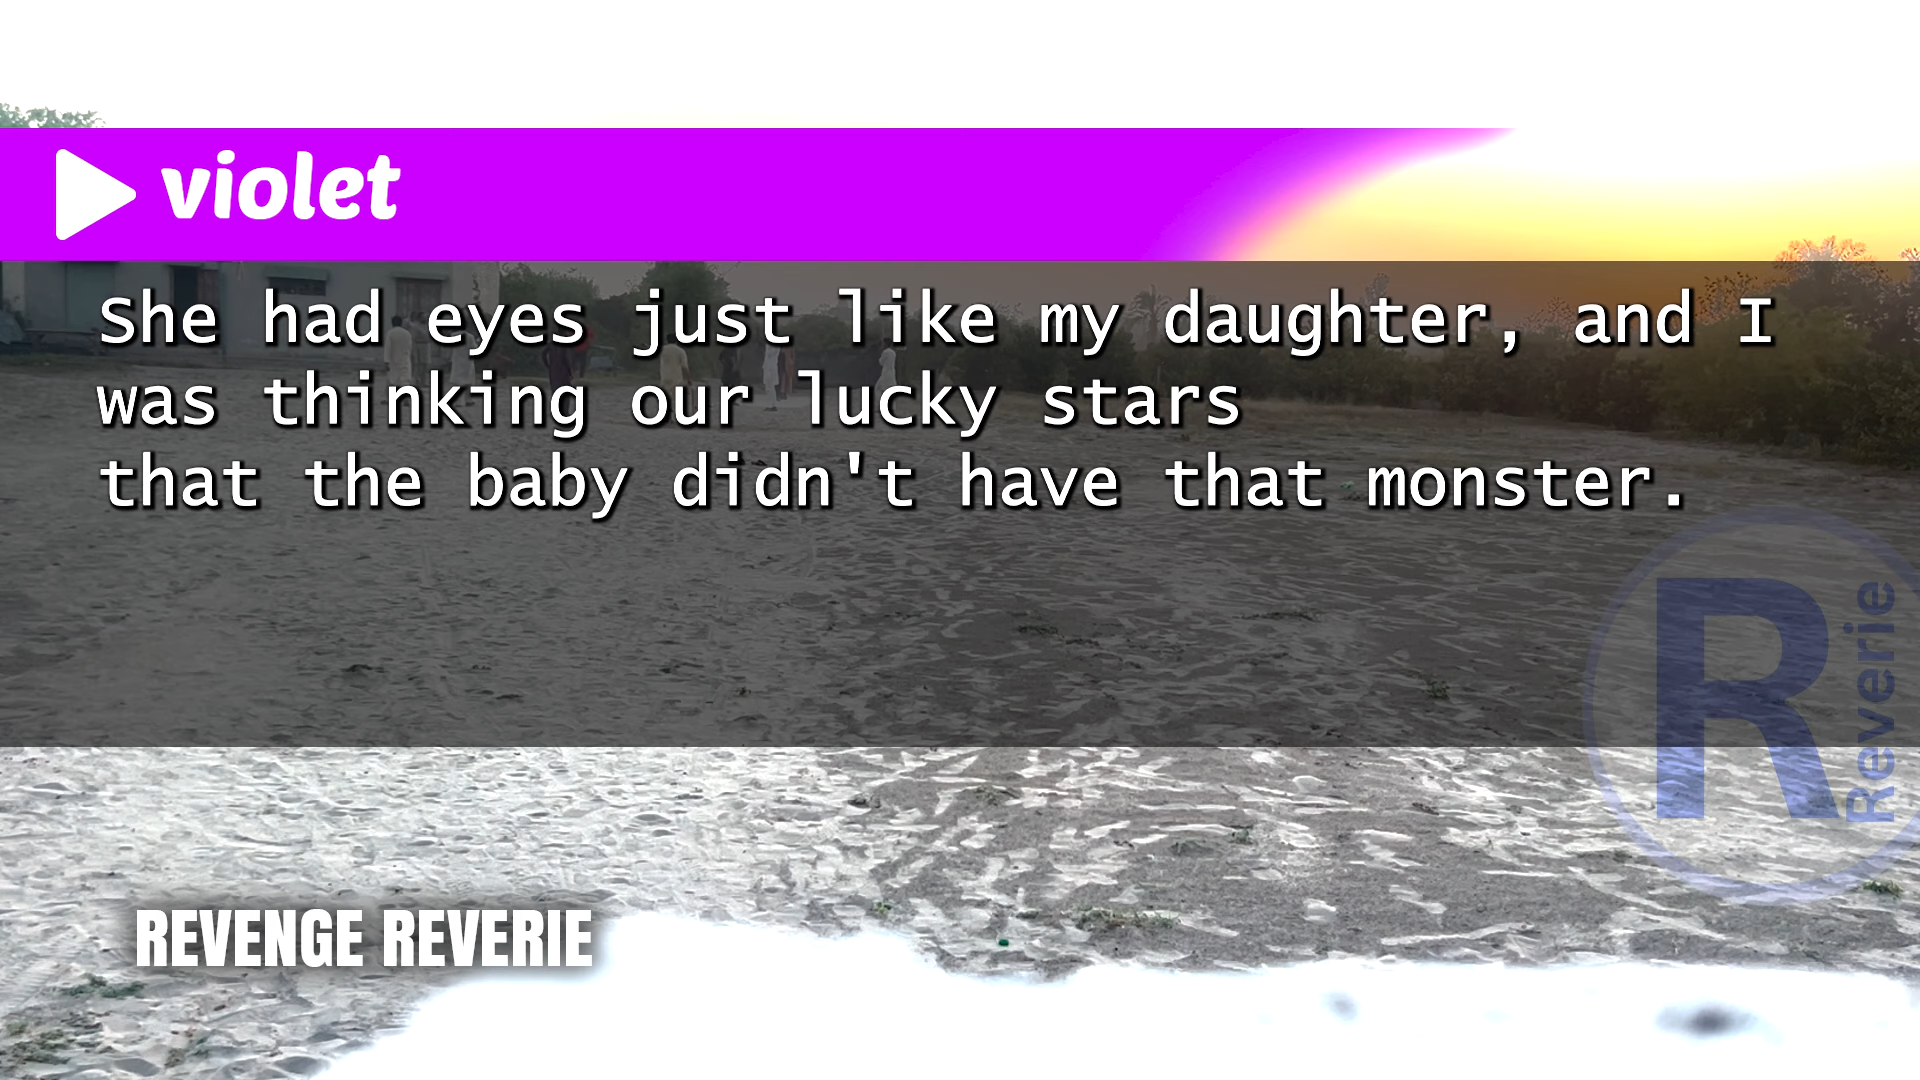 violet
She had eyes just like my daughter, and I
was thinking our lucky stars
that the baby didn't have that monster.
R
Reverie
REVENGE REVERIE